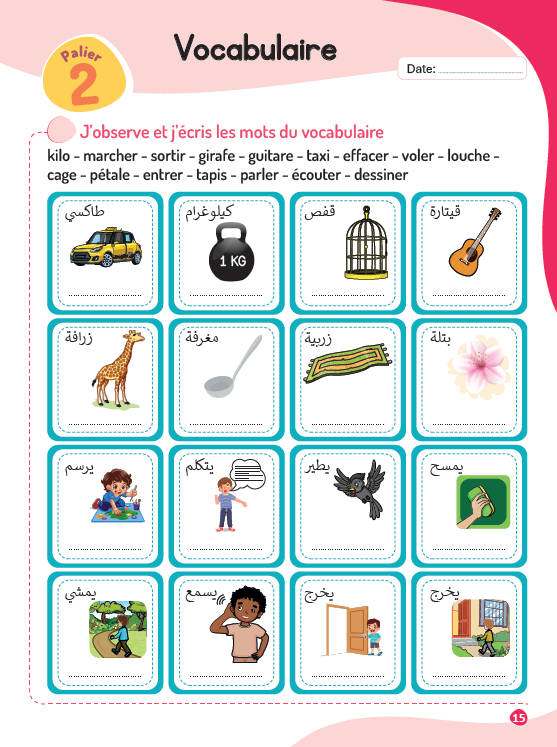 Palier
2
Vocabulaire
Date:
J'observe et j'écris les mots du vocabulaire
kilo - marcher - sortir - girafe - guitare - taxi - effacer - voler - louche -
cage - pétale - entrer - tapis - parler - écouter - dessiner
طاكسي
كيلوغرام
1 KG
قفص
قيتارة
زرافة
مغرفة
زربية
بتلة
يرسم
يتكلم
يطير
يمسح
يمشي
يسمع
يخرج
يخرج
15